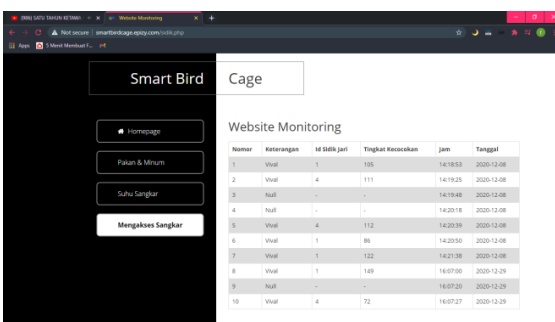 Website Monitoring
Not secure | smartbirdcage.epizy.com/sidik.php
Apps
5 Menit Membuat F...
Smart Bird Cage
Homepage
Pakan & Minum
Suhu Sangkar
Mengakses Sangkar
Website Monitoring
Nomor Keterangan Id Sidik Jari Tingkat Kecocokan Jam Tanggal
1 Vival 1 105 14:18:53 2020-12-08
2 Vival 4 111 14:19:25 2020-12-08
3 Null - - 14:19:48 2020-12-08
4 Null - - 14:20:18 2020-12-08
5 Vival 4 112 14:20:39 2020-12-08
6 Vival 1 86 14:20:50 2020-12-08
7 Vival 1 122 14:21:38 2020-12-08
8 Vival 1 149 16:07:00 2020-12-29
9 Null - - 16:07:20 2020-12-29
10 Vival 4 72 16:07:27 2020-12-29